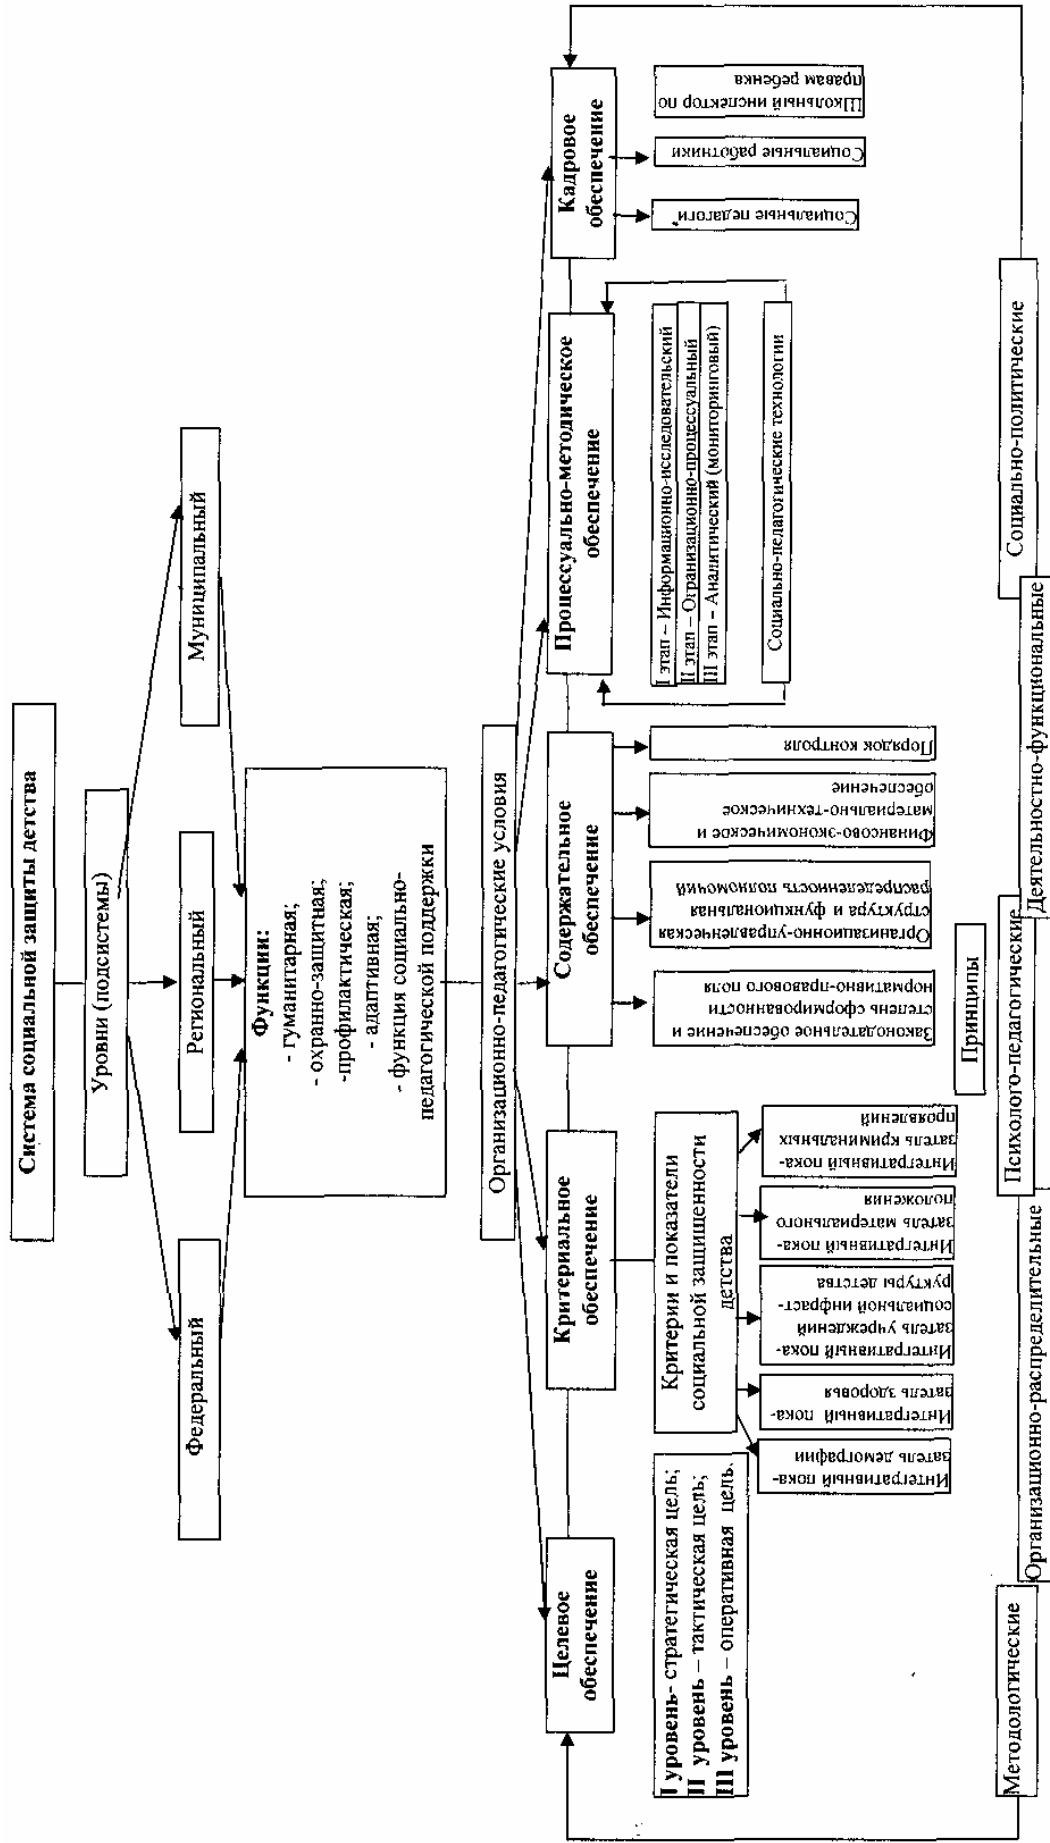 Система социальной защиты детства
Уровни (подсистемы)
Федеральный
Региональный
Муниципальный
Функции:
- гуманитарная;
- охранно-защитная;
-профилактическая;
- адаптивная;
- функция социально-
педагогической поддержки
Организационно-педагогические условия
Целевое
обеспечение
Критериальное
обеспечение
Содержательное
обеспечение
Процессуально-методическое
обеспечение
Кадровое
обеспечение
I уровень- стратегическая цель;
II уровень – тактическая цель;
III уровень – оперативная цель.
Критерии и показатели
социальной защищенности
детства
Интегративный пока-
затель демографии
Интегративный пока-
затель здоровья
Интегративный пока-
затель учреждений
социальной инфраст-
руктуры детства
Интегративный пока-
затель материального
положения
Интегративный пока-
затель криминальных
проявлений
Законодательное обеспечение и
степень сформированности
нормативно-правового поля
Организационно-управленческая
структура и функциональная
распределенность полномочий
Финансово-экономическое и
материально-техническое
обеспечение
Порядок контроля
I этап – Информационно-исследовательский
II этап – Огранизационно-процессуальный
III этап – Аналитический (мониторинговый)
Социально-педагогические технологии
Социальные педагоги
Социальные работники
Школьный инспектор по
правам ребенка
Принципы
Методологические
Организационно-распределительные
Психолого-педагогические
Деятельностно-функциональные
Социально-политические